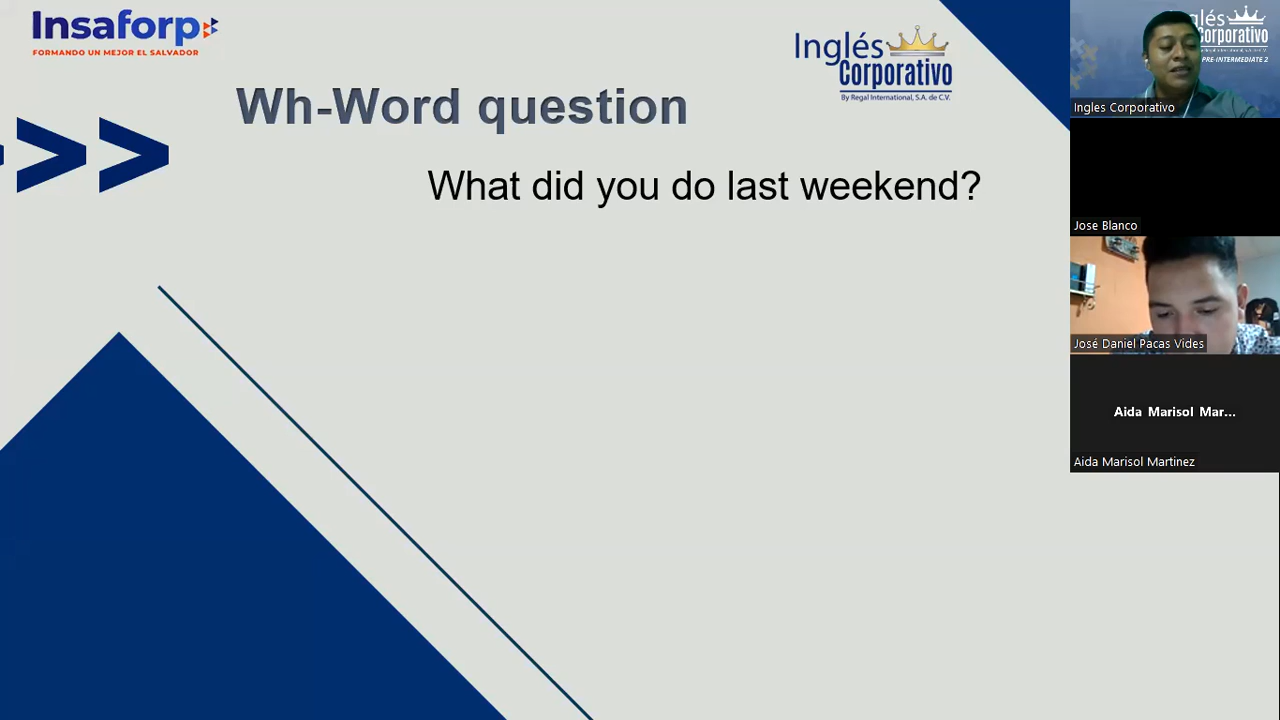 Insaforp
FORMANDO UN MEJOR EL SALVADOR
Inglés
Corporativo
By Regal International, S.A. de C.V.
Wh-Word question
What did you do last weekend?
glés
Corporativo
PRE-INTERMEDIATE 2
Ingles Corporativo
Jose Blanco
José Daniel Pacas Vides
Aida Marisol Mar...
Aida Marisol Martinez